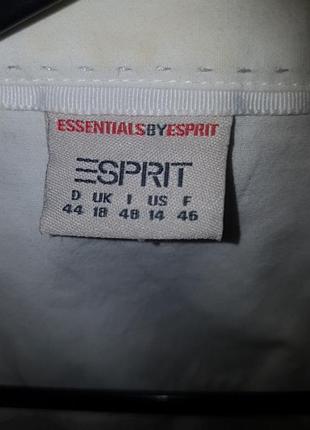 ESSENTIALSBYESPRIT
ESPRIT
D UK I US F
44 18 48 14 46